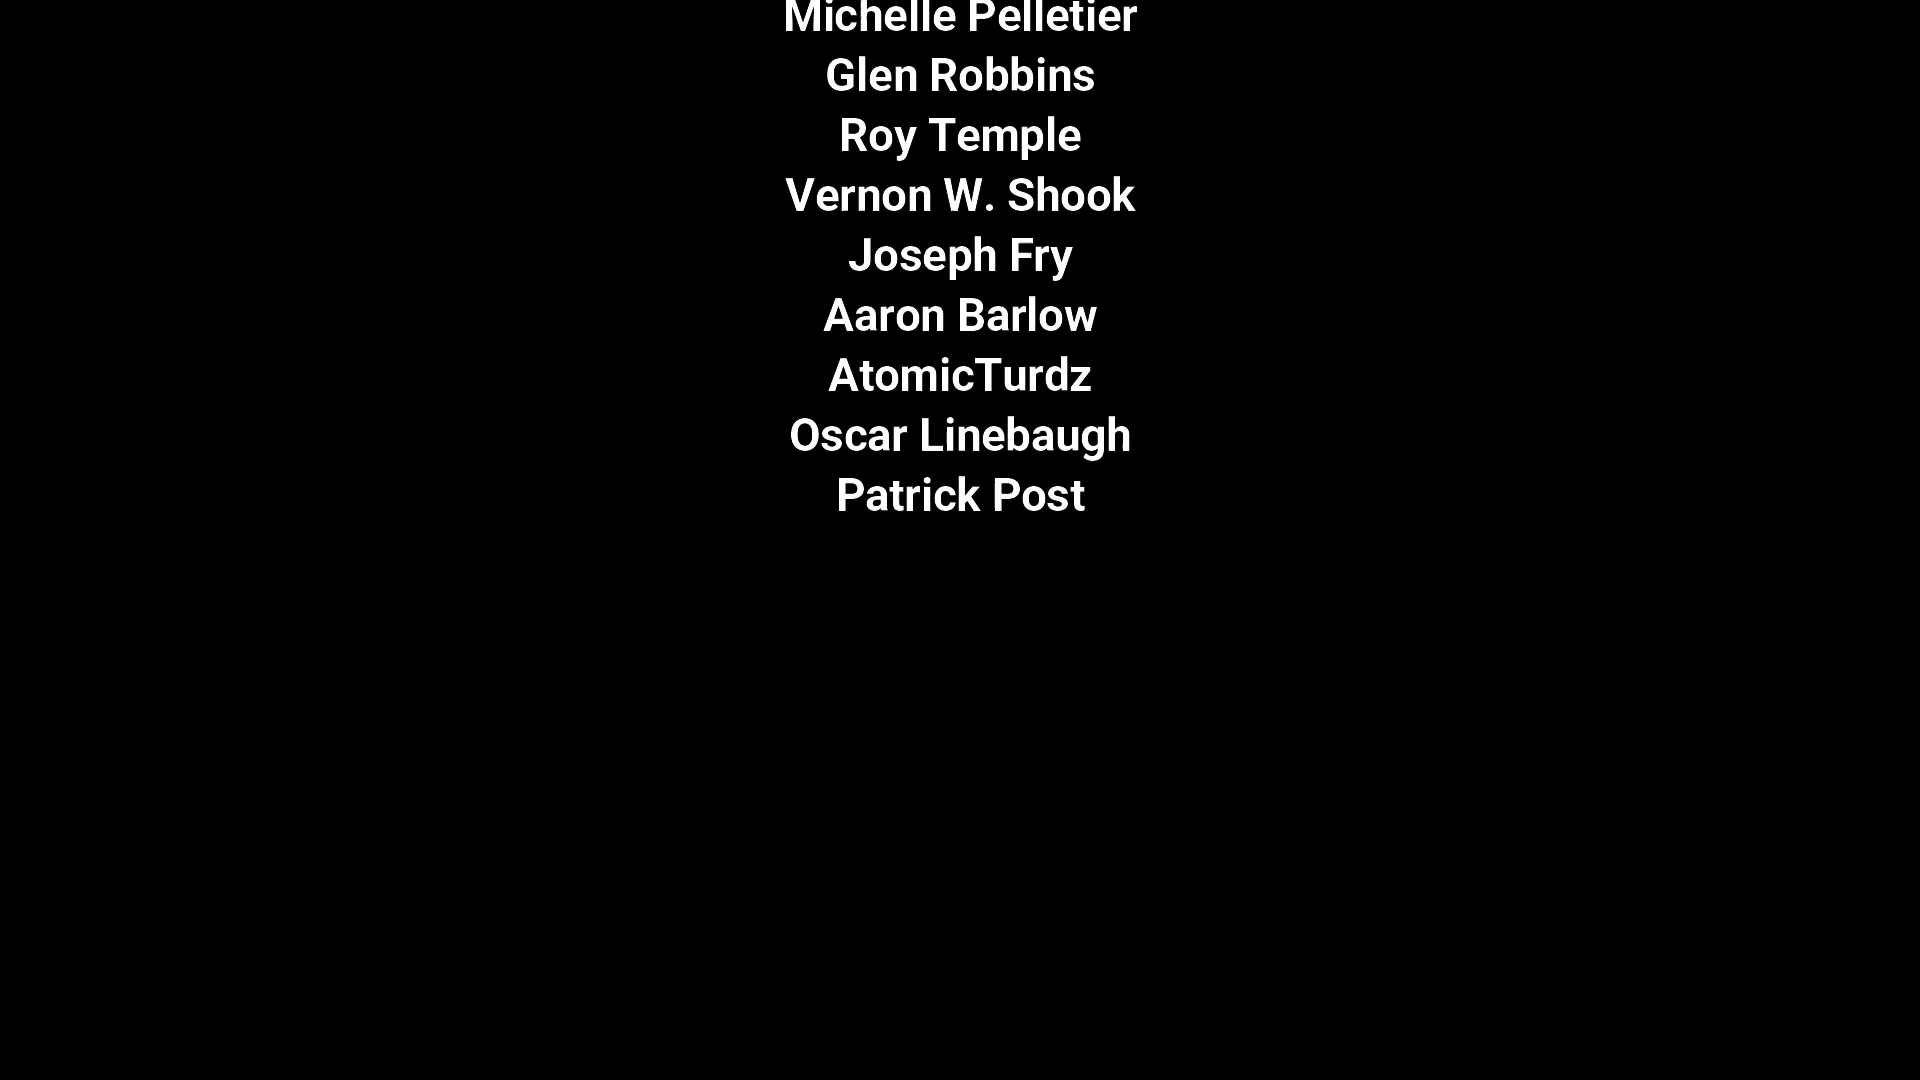 Michelle Pelletier
Glen Robbins
Roy Temple
Vernon W. Shook
Joseph Fry
Aaron Barlow
AtomicTurdz
Oscar Linebaugh
Patrick Post